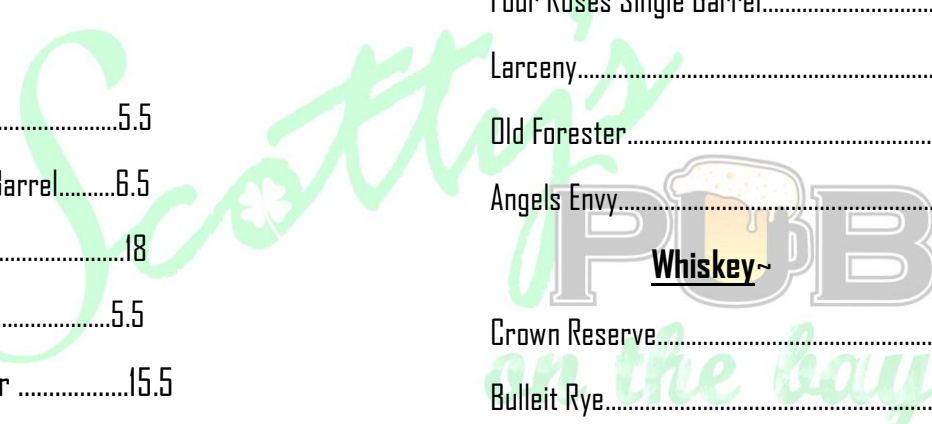 .....................5.5
Barrel.........6.5
......................18
....................5.5
r ..................15.5
Four Roses Single Barrel..............................
Larceny................................................................
Old Forester......................................................
Angels Envy........................................................
Whiskey~
Crown Reserve................................................
Bulleit Rye..........................................................
Scotty's
PUB
on the bay